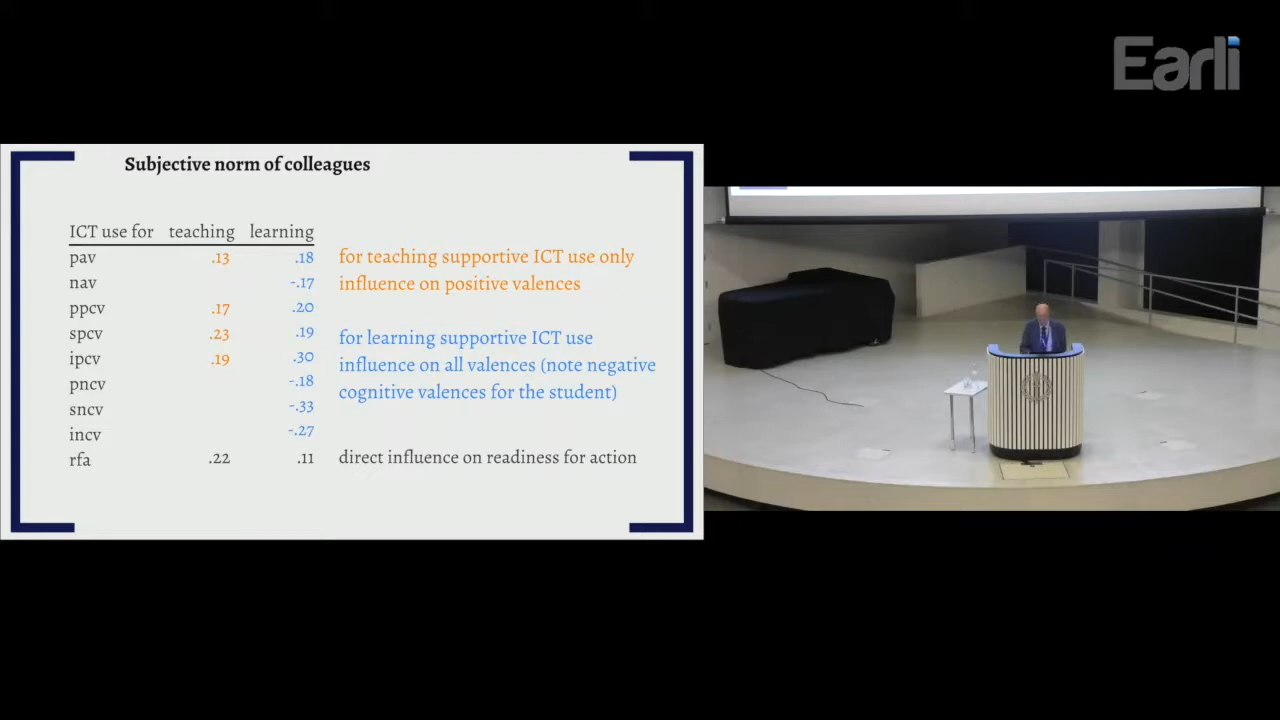 Earli
Subjective norm of colleagues
ICT use for teaching learning
pav .13 .18
nav -.17
ppcv .17 .20
spcv .23 .19
ipcv .19 .30
pncv -.18
sncv -.33
incv -.27
rfa .22 .11
for teaching supportive ICT use only
influence on positive valences
for learning supportive ICT use
influence on all valences (note negative
cognitive valences for the student)
direct influence on readiness for action